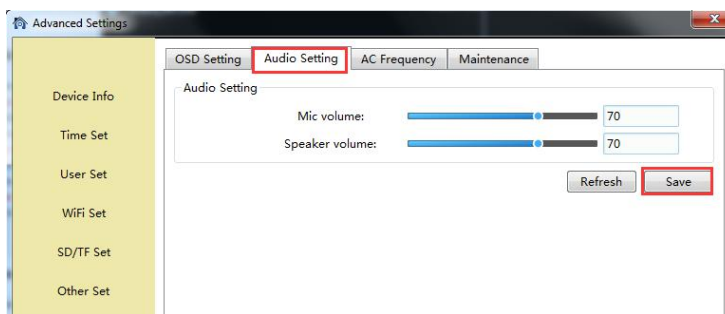 Advanced Settings
OSD Setting Audio Setting AC Frequency Maintenance
Device Info
Time Set
User Set
WiFi Set
SD/TF Set
Other Set
Audio Setting
Mic volume: 70
Speaker volume: 70
Refresh Save